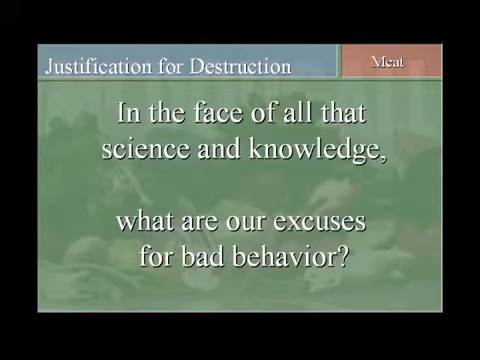 Justification for Destruction
Meat
In the face of all that
science and knowledge,
what are our excuses
for bad behavior?